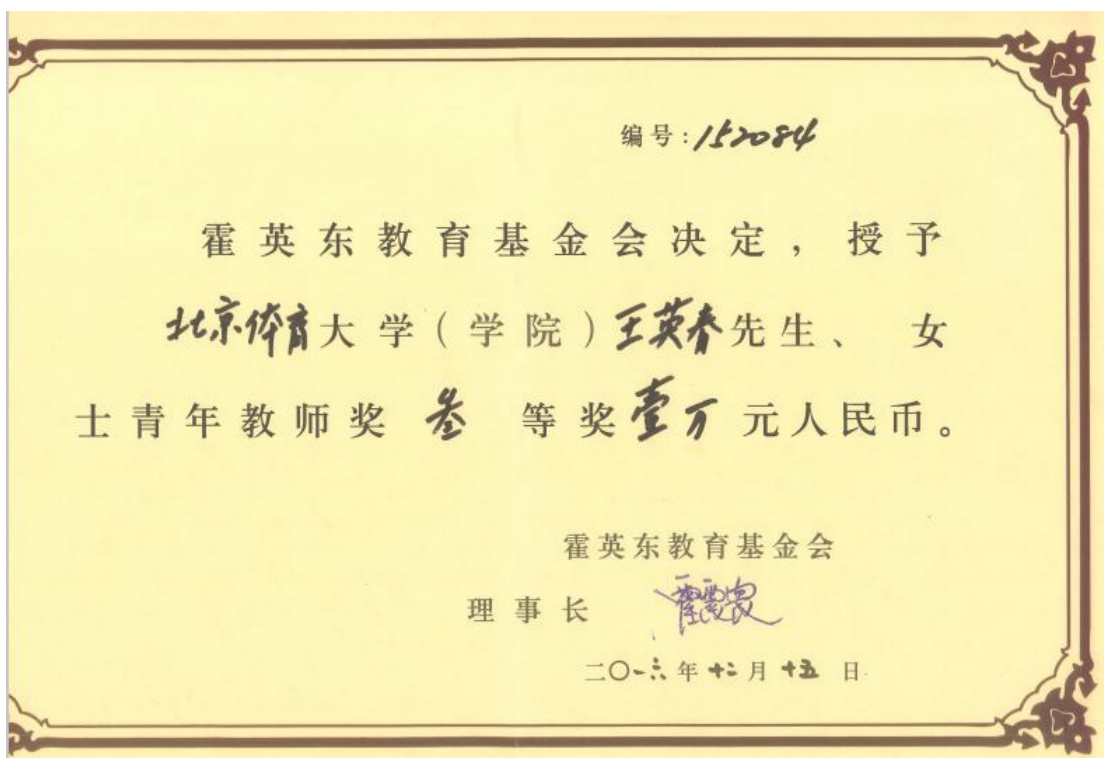 编号:152084
霍英东教育基金会决定，授予
北京体育大学(学院)王英春先生、 女
士青年教师奖 叁 等奖壹万元人民币。
霍英东教育基金会
理事长 霍震寰
二〇一六年十二月十五日